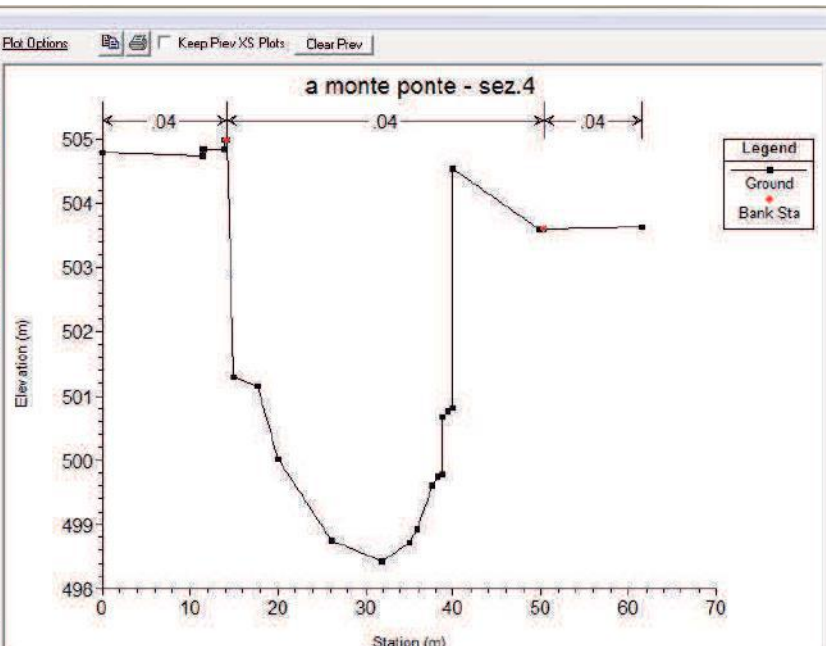 Plot Options Keep Prev XS Plots Clear Prev
a monte ponte - sez.4
.04 .04 .04
505
504
503
502
501
500
499
498
Elevation (m)
0 10 20 30 40 50 60 70
Station (m)
Legend
Ground
Bank Sta